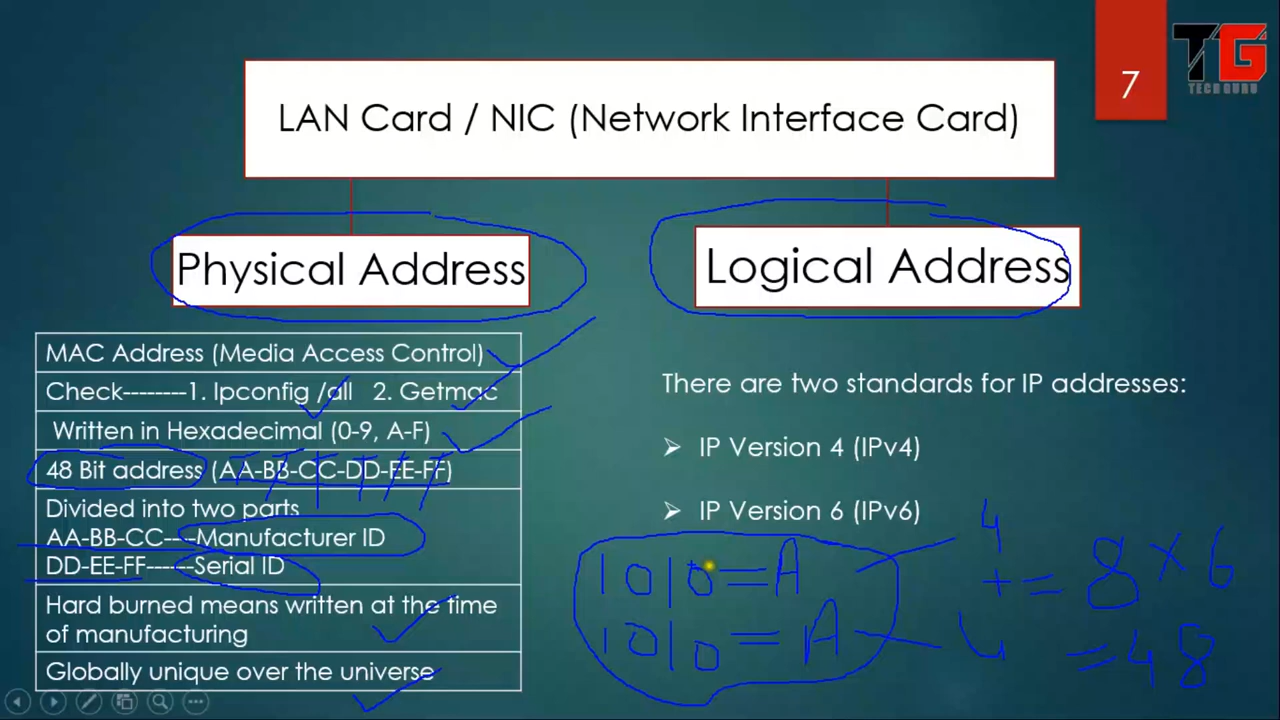 7
TG
TECH GURU
LAN Card / NIC (Network Interface Card)
Physical Address
Logical Address
MAC Address (Media Access Control)
Check--------1. Ipconfig /all 2. Getmac
Written in Hexadecimal (0-9, A-F)
48 Bit address (AA-BB-CC-DD-EE-FF)
Divided into two parts
AA-BB-CC----Manufacturer ID
DD-EE-FF------Serial ID
Hard burned means written at the time
of manufacturing
Globally unique over the universe
There are two standards for IP addresses:
➢ IP Version 4 (IPv4)
➢ IP Version 6 (IPv6)
1010=A
1010=A
4
+ = 8×6
4 =48